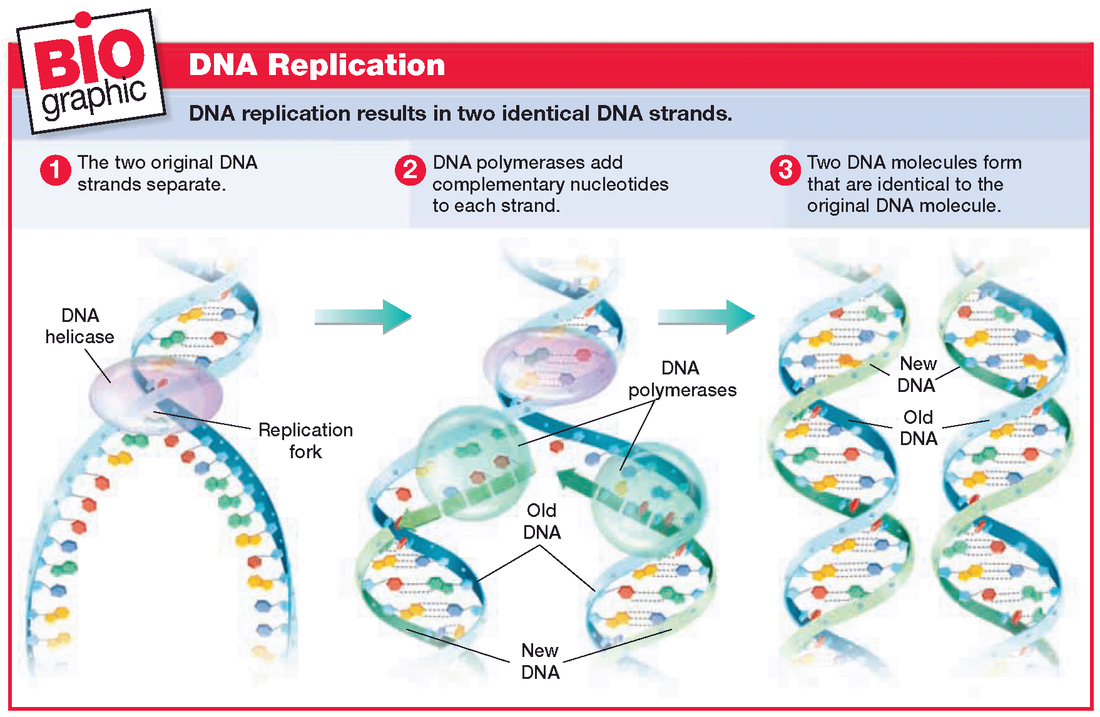 BIO
graphic
DNA Replication
DNA replication results in two identical DNA strands.
1 The two original DNA
strands separate.
2 DNA polymerases add
complementary nucleotides
to each strand.
3 Two DNA molecules form
that are identical to the
original DNA molecule.
DNA
helicase
Replication
fork
DNA
polymerases
Old
DNA
New
DNA
New
DNA
Old
DNA